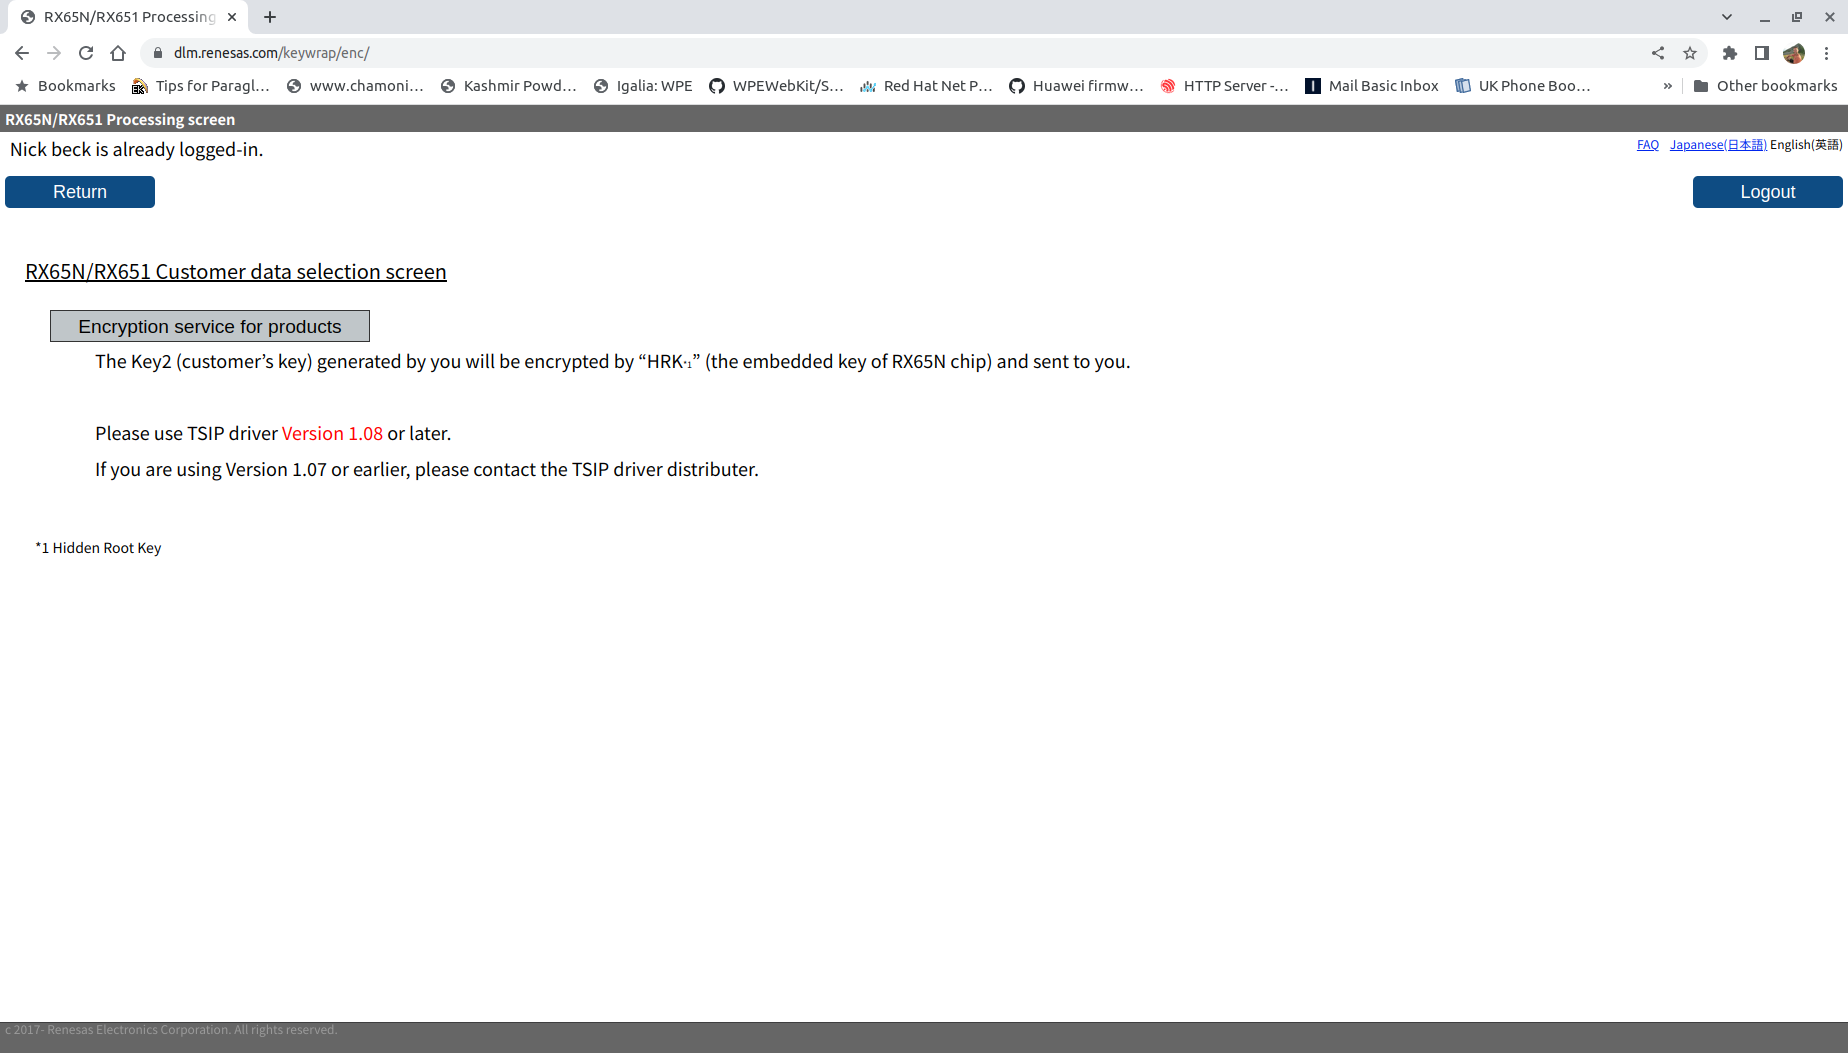 RX65N/RX651 Processing
dlm.renesas.com/keywrap/enc/
Bookmarks Tips for Paragl... www.chamoni... Kashmir Powd... Igalia: WPE WPEWebKit/S... Red Hat Net P... Huawei firmw... HTTP Server -... Mail Basic Inbox UK Phone Boo... » Other bookmarks
RX65N/RX651 Processing screen
Nick beck is already logged-in.
FAQ Japanese(日本語) English(英語)
Return Logout
RX65N/RX651 Customer data selection screen
Encryption service for products
The Key2 (customer’s key) generated by you will be encrypted by “HRK*1” (the embedded key of RX65N chip) and sent to you.
Please use TSIP driver Version 1.08 or later.
If you are using Version 1.07 or earlier, please contact the TSIP driver distributer.
*1 Hidden Root Key
c 2017- Renesas Electronics Corporation. All rights reserved.